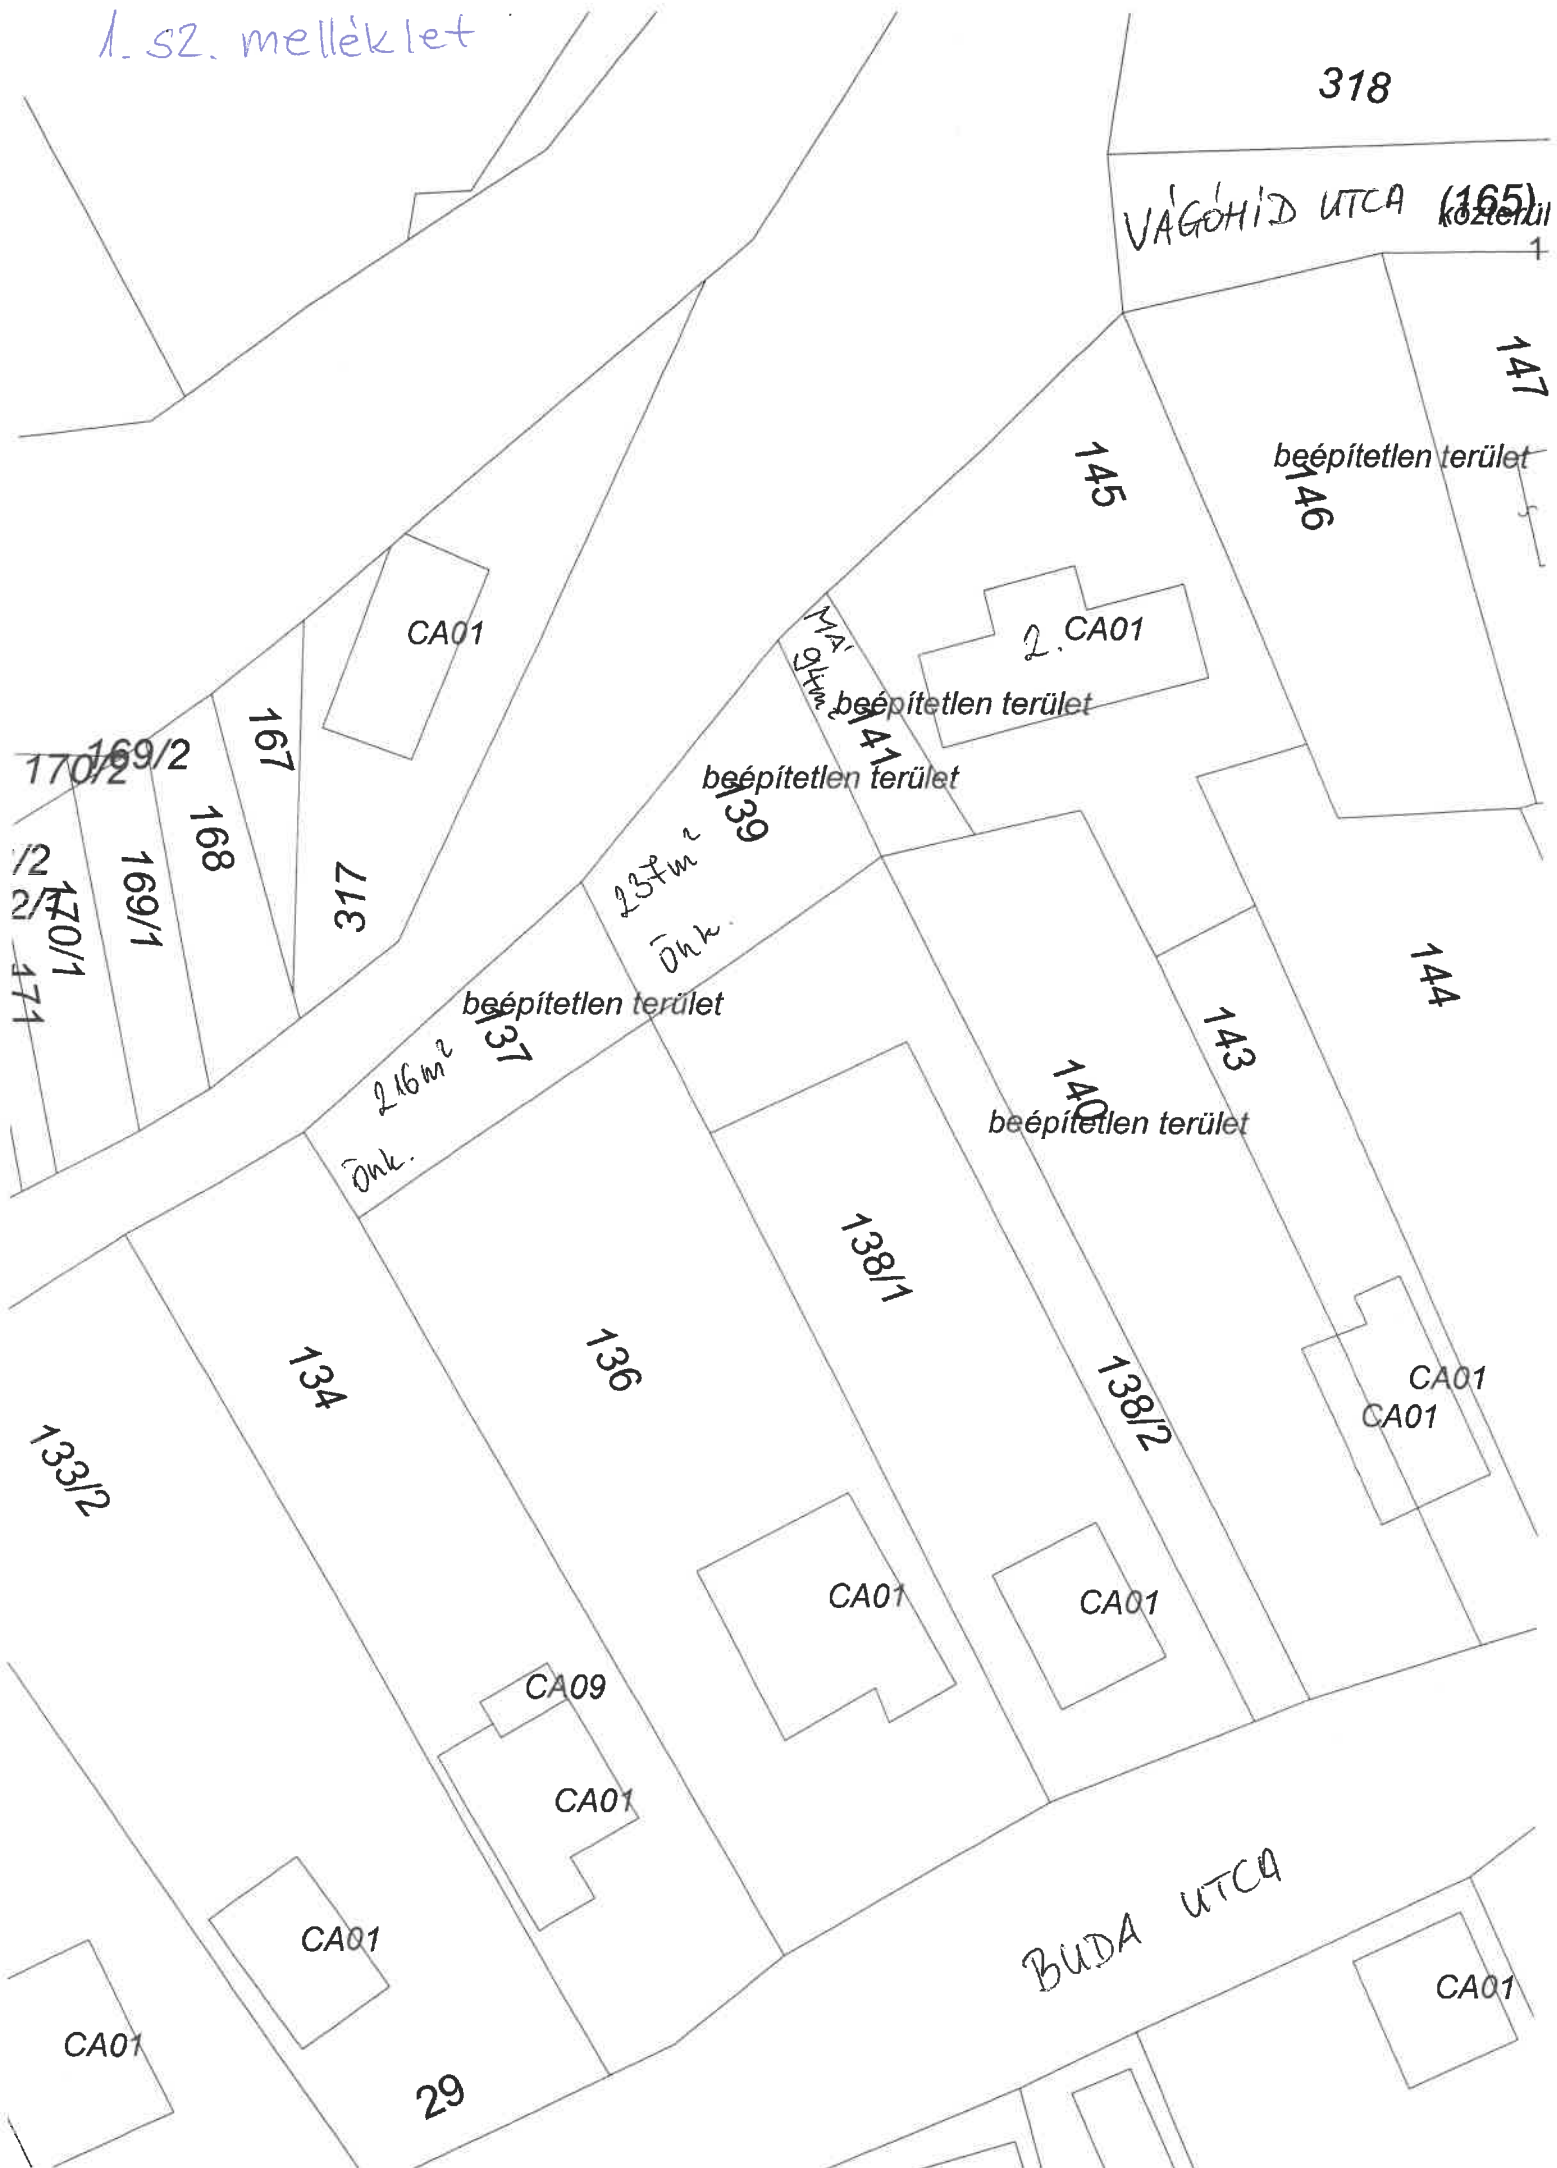 1. sz. melléklet
318
VÁGÓHÍD UTCA (165)
közterül
1
147
145
beépítetlen terület
146
CA01
MÁ
94m²
2. CA01
beépítetlen terület
141
167
169/2
170/2
beépítetlen terület
139
168
237m²
/2
169/1
317
2/1
170/1
Önk.
171
144
beépítetlen terület
137
143
216m²
140
beépítetlen terület
Önk.
138/1
134
136
138/2
CA01
CA01
133/2
CA01
CA01
CA09
CA01
BUDA UTCA
CA01
CA01
CA01
29